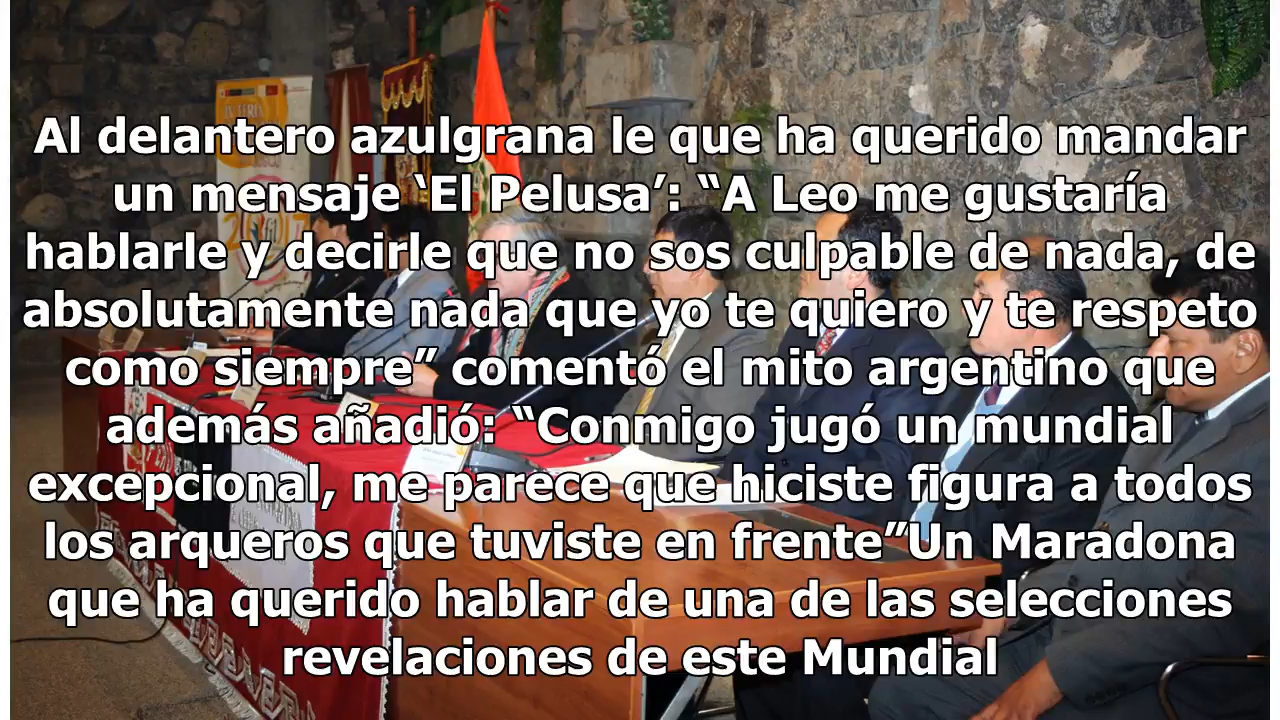 Al delantero azulgrana le que ha querido mandar
un mensaje ‘El Pelusa’: “A Leo me gustaría
hablarle y decirle que no sos culpable de nada, de
absolutamente nada que yo te quiero y te respeto
como siempre” comentó el mito argentino que
además añadió: “Conmigo jugó un mundial
excepcional, me parece que hiciste figura a todos
los arqueros que tuviste en frente”Un Maradona
que ha querido hablar de una de las selecciones
revelaciones de este Mundial